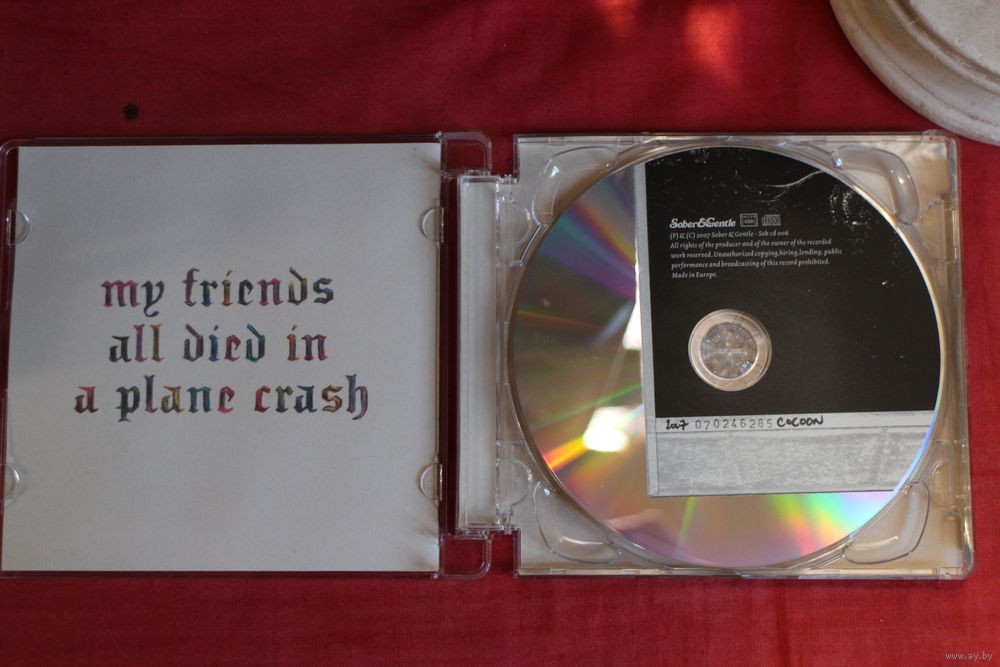 my friends
all died in
a plane crash
Sober&Gentle
(P) & (C) 2007 Sober & Gentle - Sob cd 006
All rights of the producer and of the owner of the recorded
work reserved. Unauthorized copying,hiring,lending, public
performance and broadcasting of this record prohibited.
Made in Europe.
2007 070246285 COCOON
www.ay.by